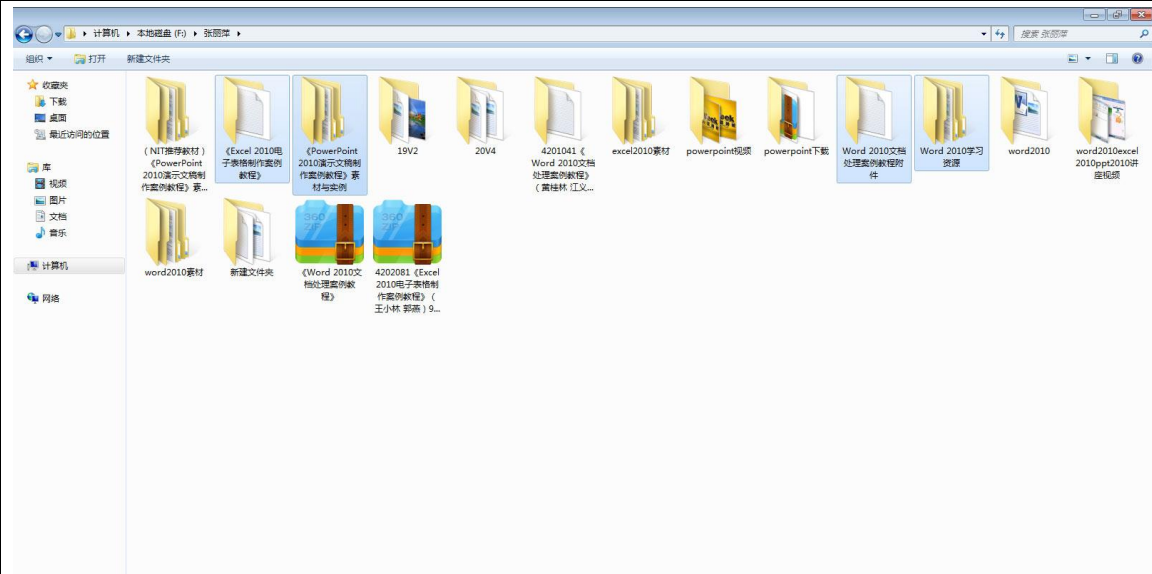 计算机 ▸ 本地磁盘 (F:) ▸ 张丽萍 ▸
搜索 张丽萍
组织 打开 新建文件夹
收藏夹
下载
桌面
最近访问的位置
库
视频
图片
文档
音乐
计算机
网络
（NIT推荐教材）
《PowerPoint
2010演示文稿制
作案例教程》素...
《Excel 2010电
子表格制作案例
教程》
《PowerPoint
2010演示文稿制
作案例教程》素
材与实例
19V2
20V4
4201041《
Word 2010文档
处理案例教程》
（黄桂林 江义...
excel2010素材
powerpoint视频
powerpoint下载
Word 2010文档
处理案例教程附
件
Word 2010学习
资源
word2010
word2010excel
2010ppt2010讲
座视频
word2010素材
新建文件夹
360
ZIP
《Word 2010文
档处理案例教
程》
360
ZIP
4202081《Excel
2010电子表格制
作案例教程》（
王小林 郭燕）9...